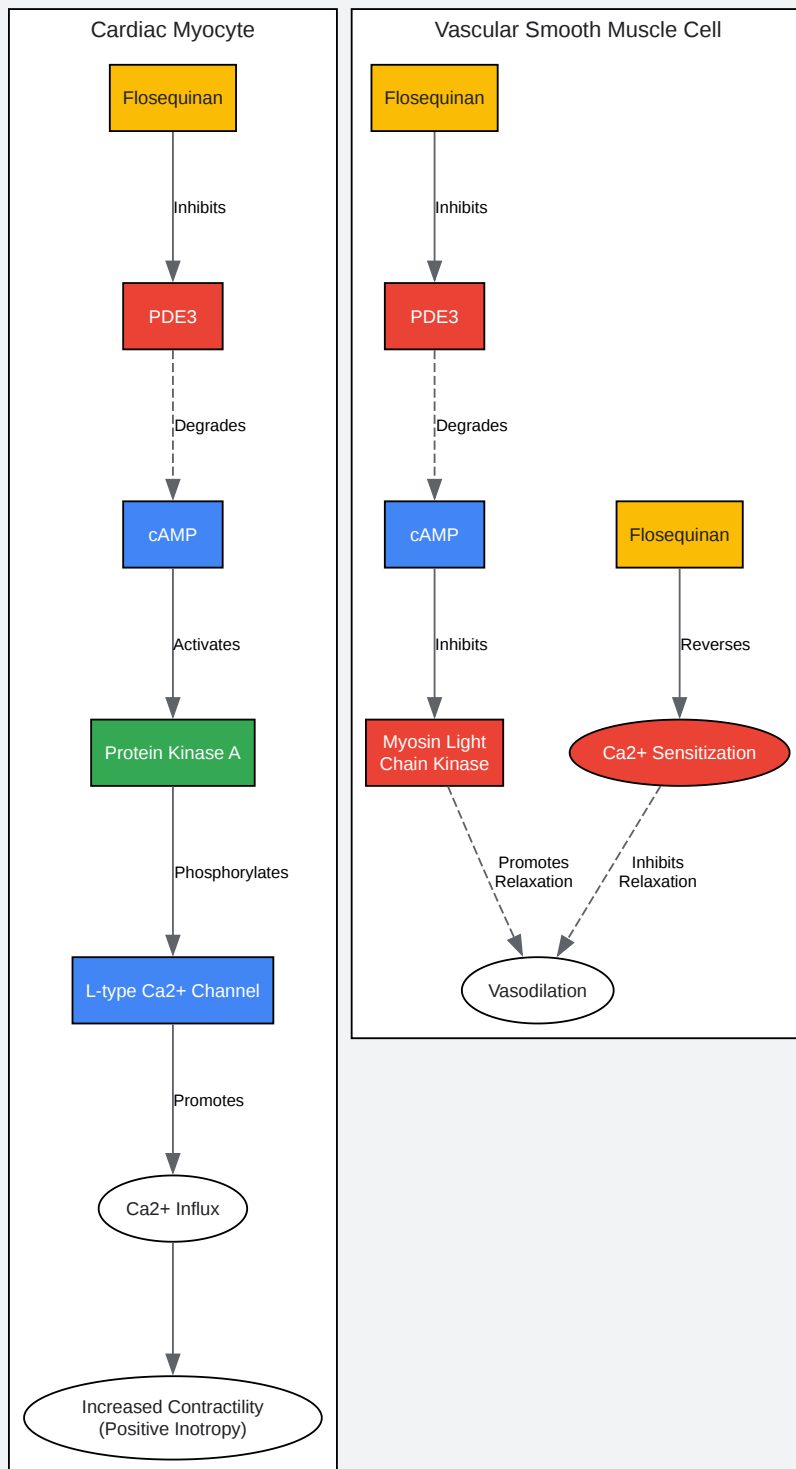 Cardiac Myocyte
Flosequinan
Inhibits
PDE3
Degrades
cAMP
Activates
Protein Kinase A
Phosphorylates
L-type Ca2+ Channel
Promotes
Ca2+ Influx
Increased Contractility
(Positive Inotropy)
Vascular Smooth Muscle Cell
Flosequinan
Inhibits
PDE3
Degrades
cAMP
Inhibits
Myosin Light
Chain Kinase
Promotes
Relaxation
Flosequinan
Reverses
Ca2+ Sensitization
Inhibits
Relaxation
Vasodilation